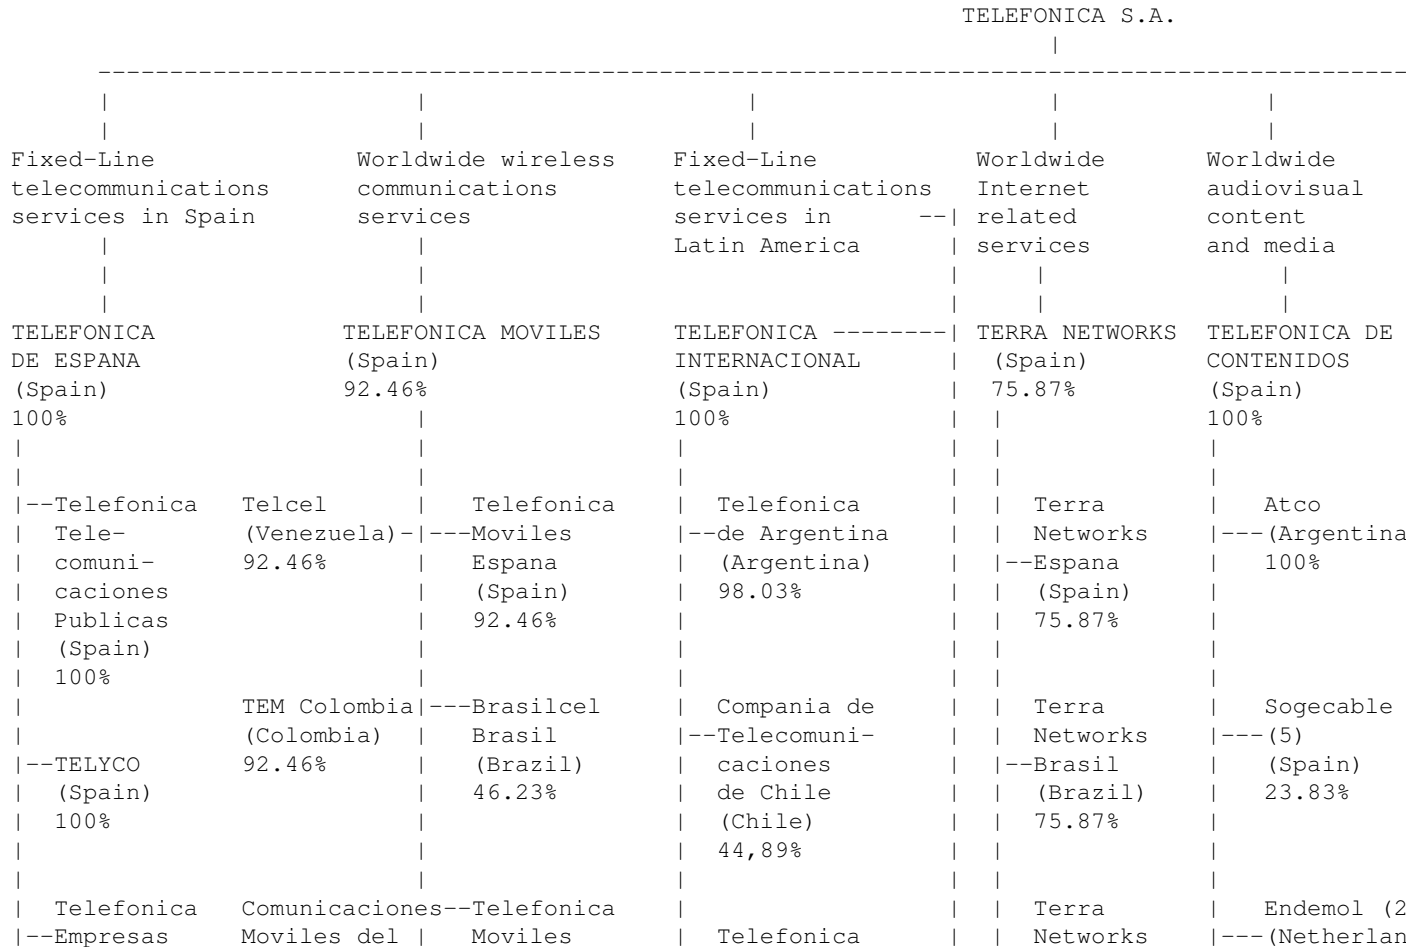 TELEFONICA S.A.
Fixed-Line Worldwide wireless Fixed-Line Worldwide Worldwide
telecommunications communications telecommunications Internet audiovisual
services in Spain services services in --| related content
| | Latin America | services and media
TELEFONICA TELEFONICA MOVILES TELEFONICA --------| TERRA NETWORKS TELEFONICA DE
DE ESPANA (Spain) INTERNACIONAL | (Spain) CONTENIDOS
(Spain) 92.46% (Spain) | 75.87% (Spain)
100% | 100% | | 100%
|--Telefonica Telcel | Telefonica | Telefonica | | Terra | Atco
| Tele- (Venezuela)-|---Moviles |--de Argentina | | Networks |---(Argentina
| comuni- 92.46% | Espana | (Argentina) | |--Espana | 100%
| caciones | (Spain) | 98.03% | | (Spain) |
| Publicas | 92.46% | | | 75.87% |
| (Spain) | | | | |
| 100% | | | | |
| TEM Colombia|---Brasilcel | Compania de | | Terra | Sogecable
| (Colombia) | Brasil |--Telecomuni- | | Networks |---(5)
|--TELYCO 92.46% | (Brazil) | caciones | |--Brasil | (Spain)
| (Spain) | 46.23% | de Chile | | (Brazil) | 23.83%
| 100% | | (Chile) | | 75.87% |
| | | 44,89% | | |
| Telefonica Comunicaciones--Telefonica | | | Terra | Endemol (2
|--Empresas Moviles del | Moviles | Telefonica | | Networks |---(Netherlan